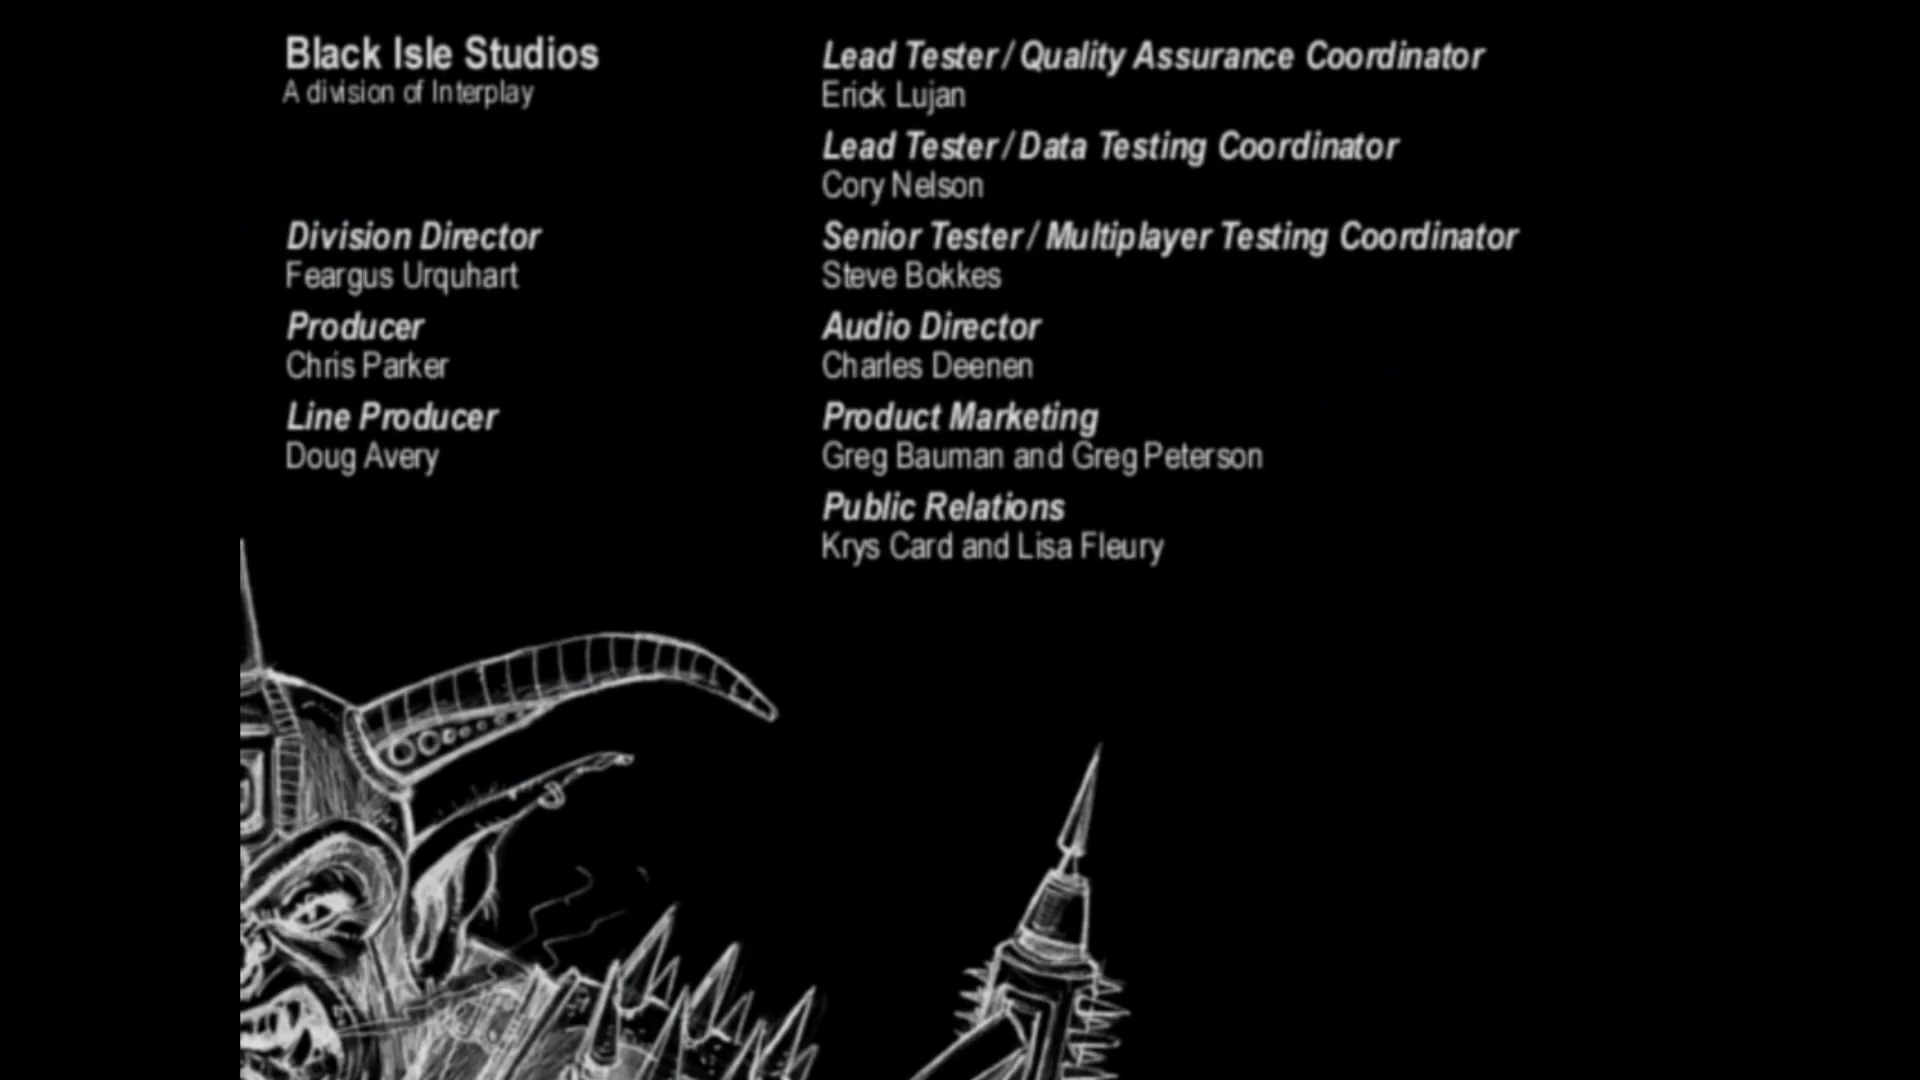 Black Isle Studios
A division of Interplay
Division Director
Feargus Urquhart
Producer
Chris Parker
Line Producer
Doug Avery
Lead Tester / Quality Assurance Coordinator
Erick Lujan
Lead Tester / Data Testing Coordinator
Cory Nelson
Senior Tester / Multiplayer Testing Coordinator
Steve Bokkes
Audio Director
Charles Deenen
Product Marketing
Greg Bauman and Greg Peterson
Public Relations
Krys Card and Lisa Fleury